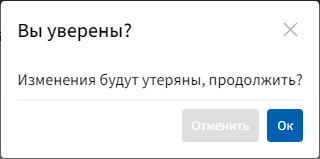 Вы уверены?
Изменения будут утеряны, продолжить?
Отменить Ок